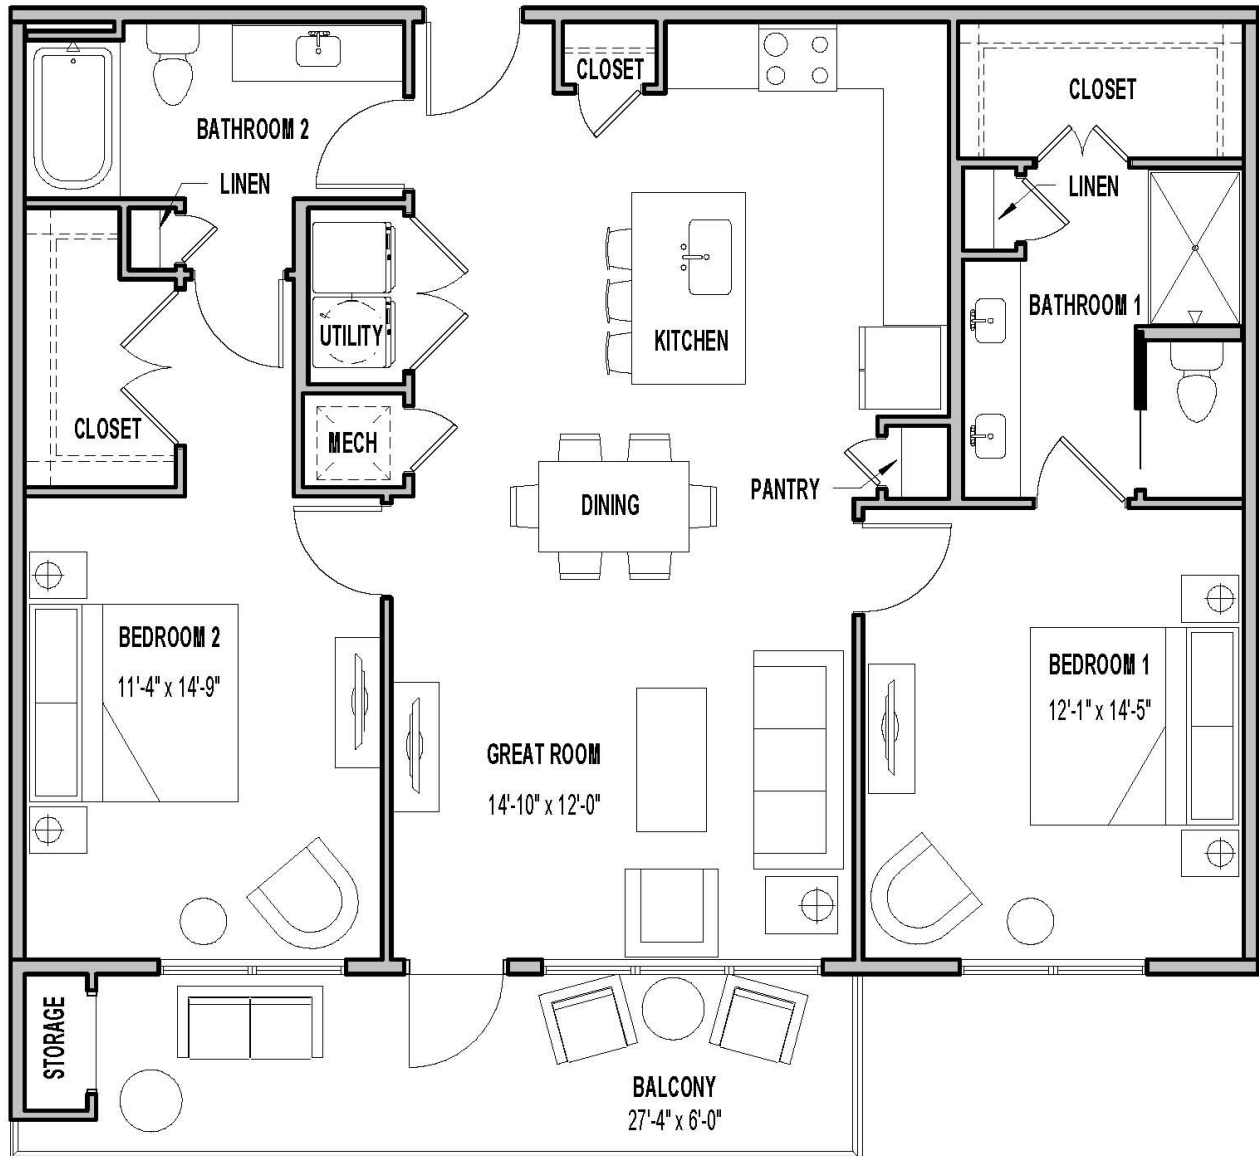 CLOSET
CLOSET
BATHROOM 2
LINEN
LINEN
BATHROOM 1
UTILITY
KITCHEN
CLOSET
MECH
PANTRY
DINING
BEDROOM 2
11'-4" x 14'-9"
BEDROOM 1
12'-1" x 14'-5"
GREAT ROOM
14'-10" x 12'-0"
STORAGE
BALCONY
27'-4" x 6'-0"